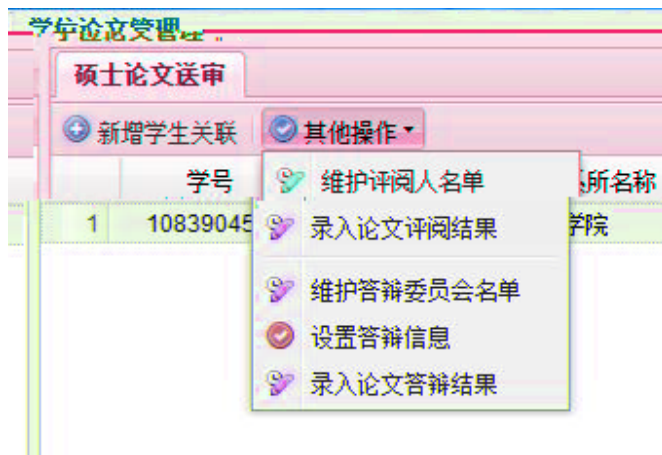 学位论文管理
硕士论文送审
新增学生关联 其他操作
学号 维护评阅人名单 所名称
1 10839045 录入论文评阅结果 学院
维护答辩委员会名单
设置答辩信息
录入论文答辩结果